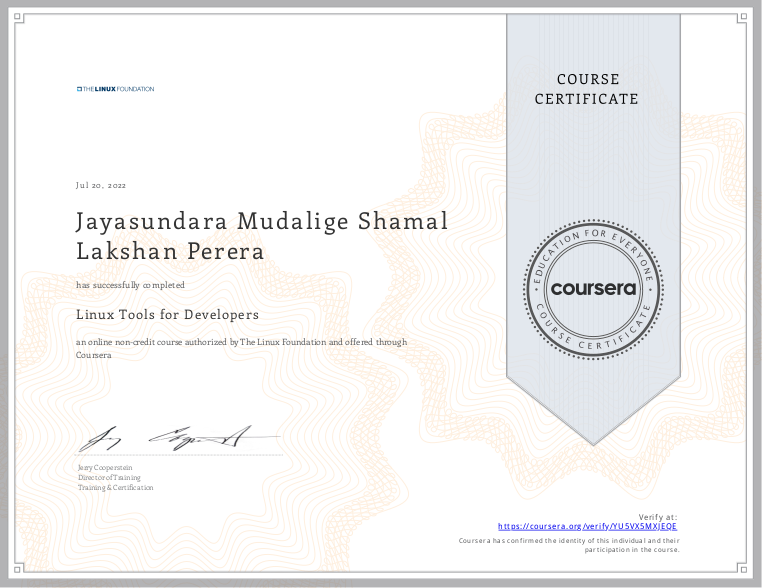 THE LINUX FOUNDATION
COURSE
CERTIFICATE
Jul 20, 2022
Jayasundara Mudalige Shamal
Lakshan Perera
has successfully completed
Linux Tools for Developers
an online non-credit course authorized by The Linux Foundation and offered through
Coursera
EDUCATION FOR EVERYONE
coursera
COURSE CERTIFICATE
Jerry Cooperstein
Director of Training
Training & Certification
Verify at:
https://coursera.org/verify/YU5VX5MXJEQE
Coursera has confirmed the identity of this individual and their
participation in the course.